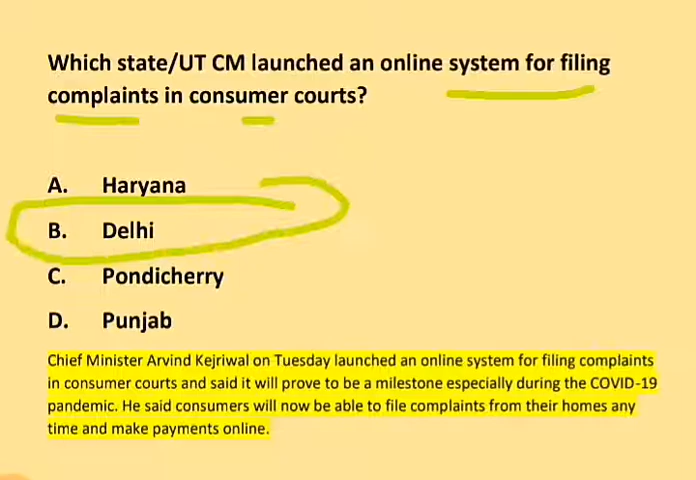 Which state/UT CM launched an online system for filing
complaints in consumer courts?
A. Haryana
B. Delhi
C. Pondicherry
D. Punjab
Chief Minister Arvind Kejriwal on Tuesday launched an online system for filing complaints
in consumer courts and said it will prove to be a milestone especially during the COVID-19
pandemic. He said consumers will now be able to file complaints from their homes any
time and make payments online.